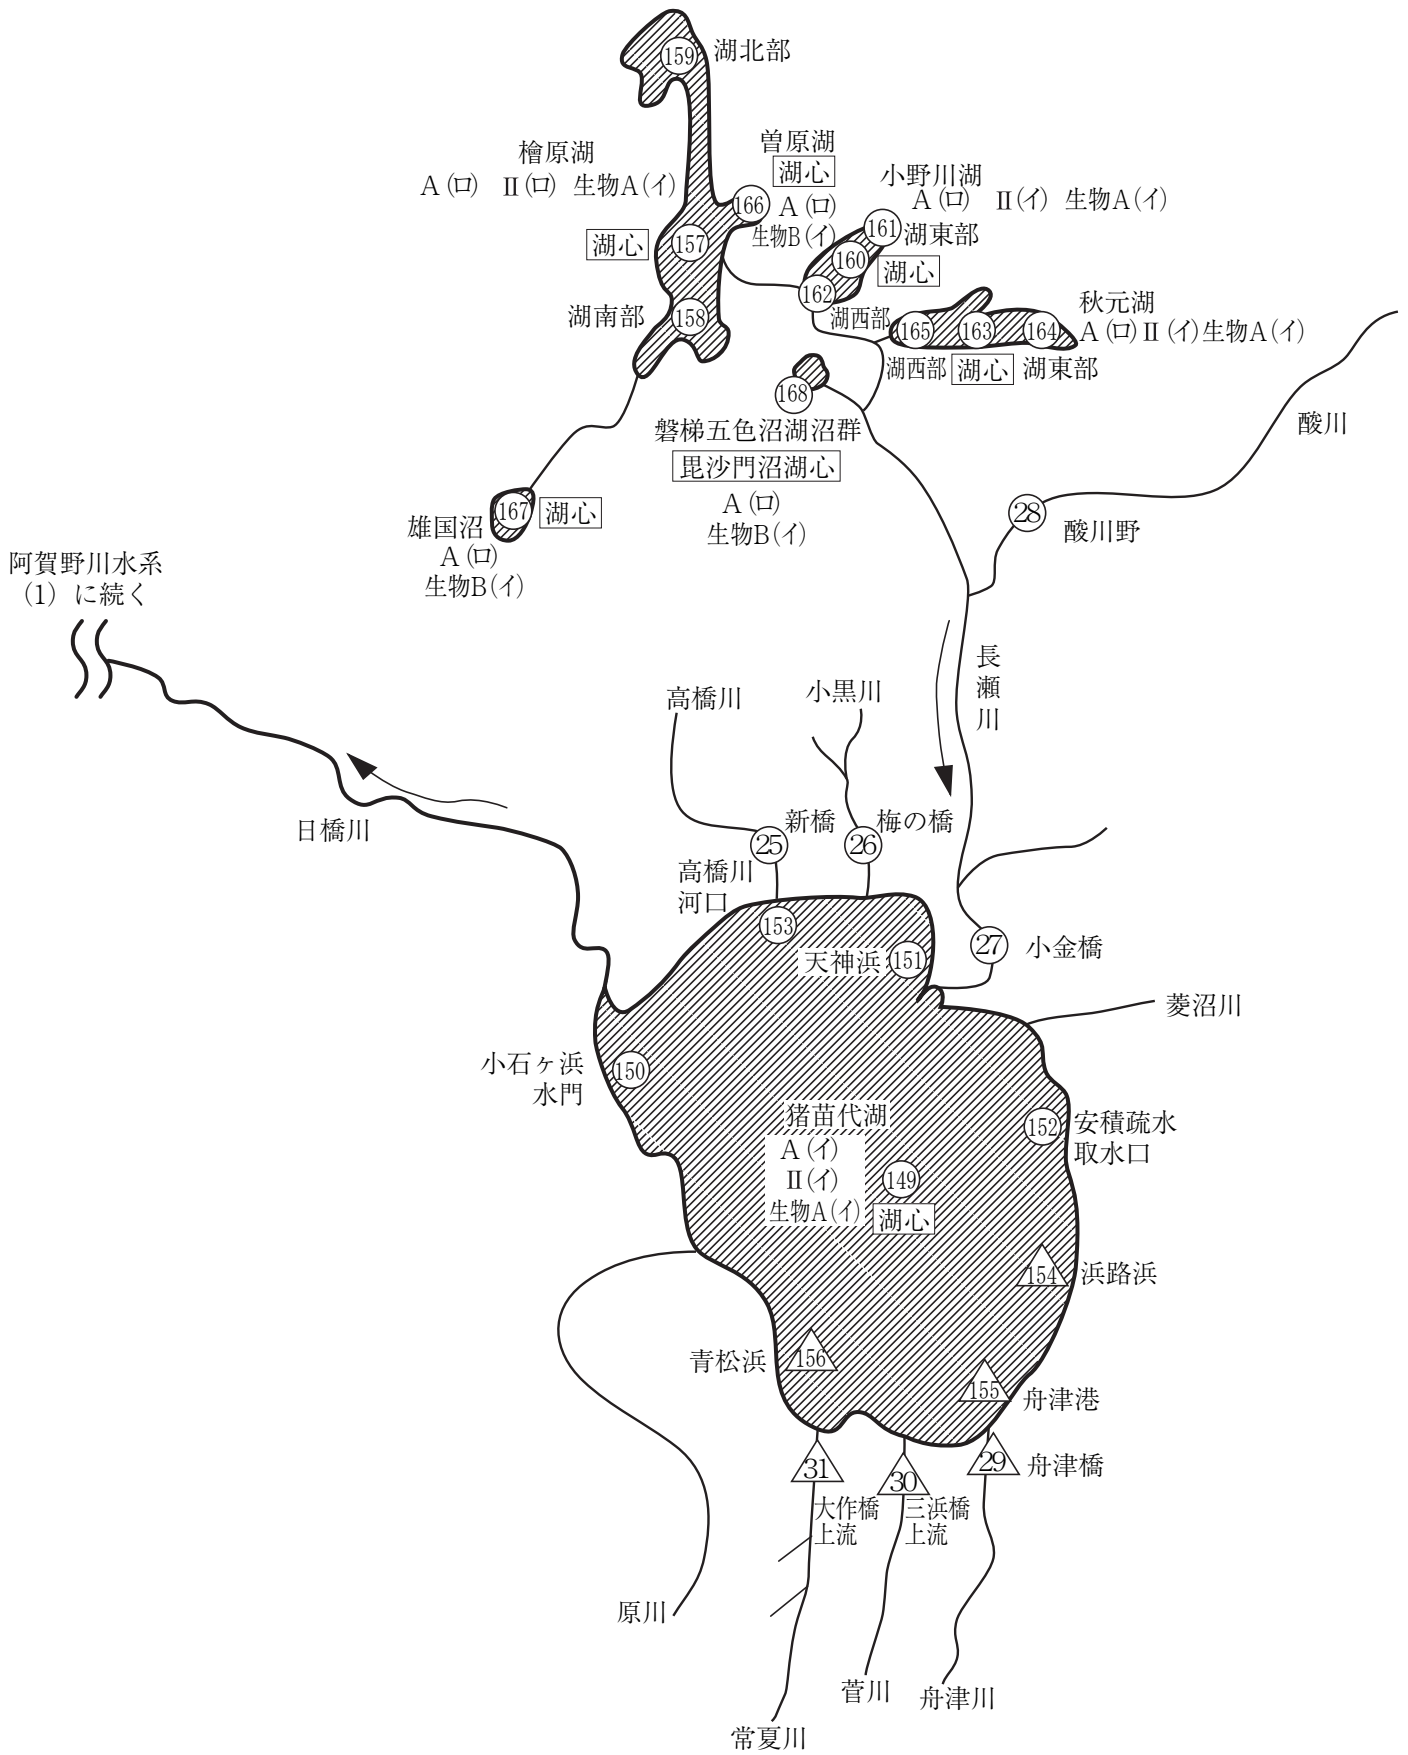 159 湖北部
檜原湖
A(ロ) Ⅱ(ロ) 生物A(イ)
曽原湖
湖心
166 A(ロ)
生物B(イ)
小野川湖
A(ロ) Ⅱ(イ) 生物A(イ)
161 湖東部
湖心 157
160 湖心
162
湖西部
湖南部 158
秋元湖
A(ロ)Ⅱ(イ)生物A(イ)
165 163 164
湖西部 湖心 湖東部
168
磐梯五色沼湖沼群
毘沙門沼湖心
A(ロ)
生物B(イ)
酸川
28 酸川野
167 湖心
雄国沼
A(ロ)
生物B(イ)
阿賀野川水系
(1)に続く
長瀬川
高橋川
小黒川
日橋川
25 新橋
26 梅の橋
高橋川
河口
153
天神浜 151
27 小金橋
菱沼川
小石ヶ浜
水門
150
猪苗代湖
A(イ)
Ⅱ(イ)
生物A(イ)
149
湖心
152 安積疏水
取水口
154 浜路浜
青松浜 156
155 舟津港
31
大作橋
上流
30
三浜橋
上流
29 舟津橋
原川
常夏川
菅川
舟津川